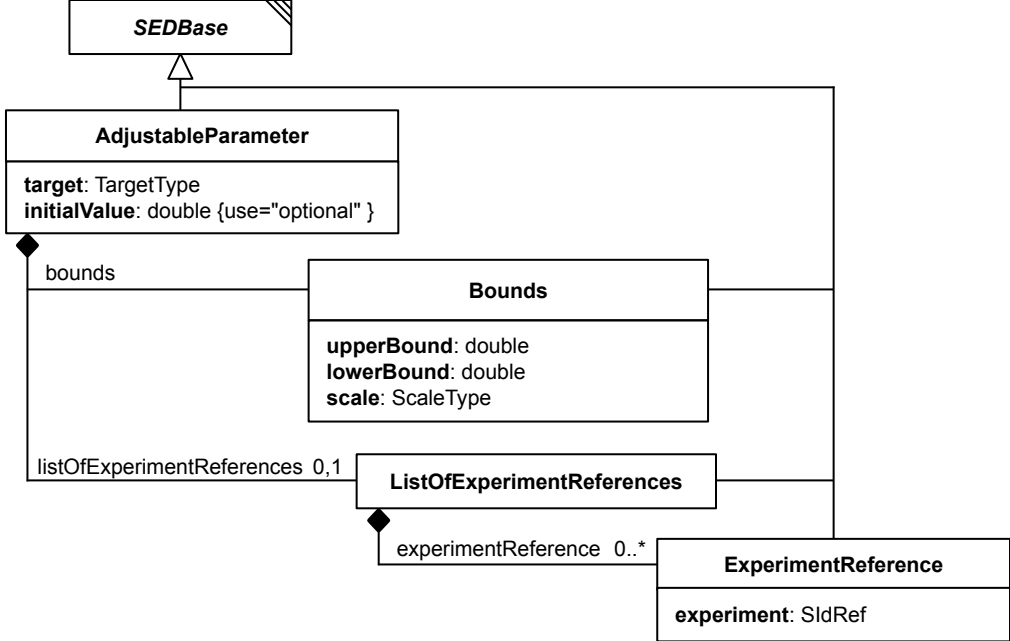 SEDBase
AdjustableParameter
target: TargetType
initialValue: double {use="optional" }
bounds
Bounds
upperBound: double
lowerBound: double
scale: ScaleType
listOfExperimentReferences 0,1
ListOfExperimentReferences
experimentReference 0..*
ExperimentReference
experiment: SIdRef